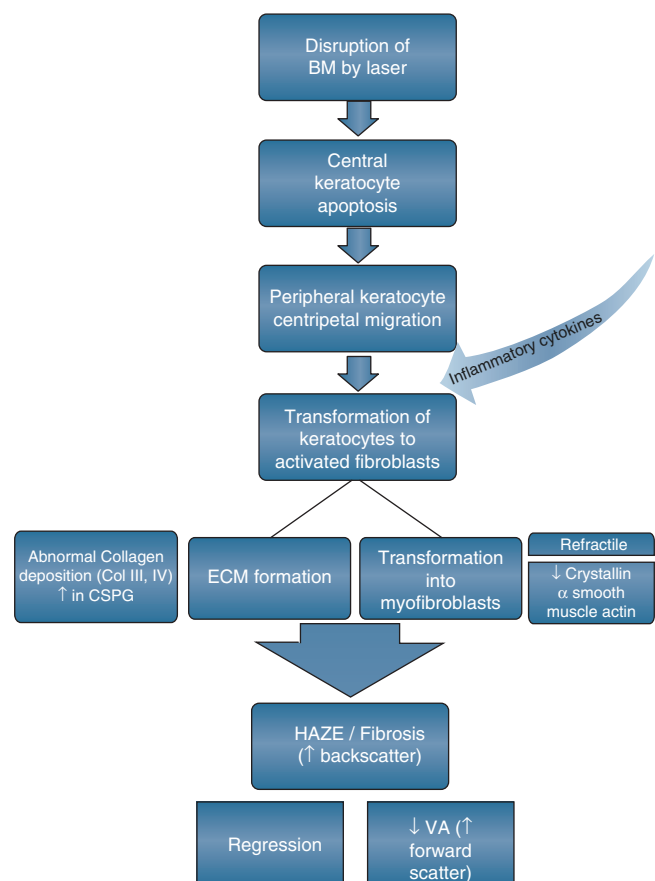 Disruption of
BM by laser
Central
keratocyte
apoptosis
Peripheral keratocyte
centripetal migration
Inflammatory cytokines
Transformation of
keratocytes to
activated fibroblasts
Abnormal Collagen
deposition (Col III, IV)
↑ in CSPG
ECM formation
Transformation
into
myofibroblasts
Refractile
↓ Crystallin
α smooth
muscle actin
HAZE / Fibrosis
(↑ backscatter)
Regression
↓ VA (↑
forward
scatter)